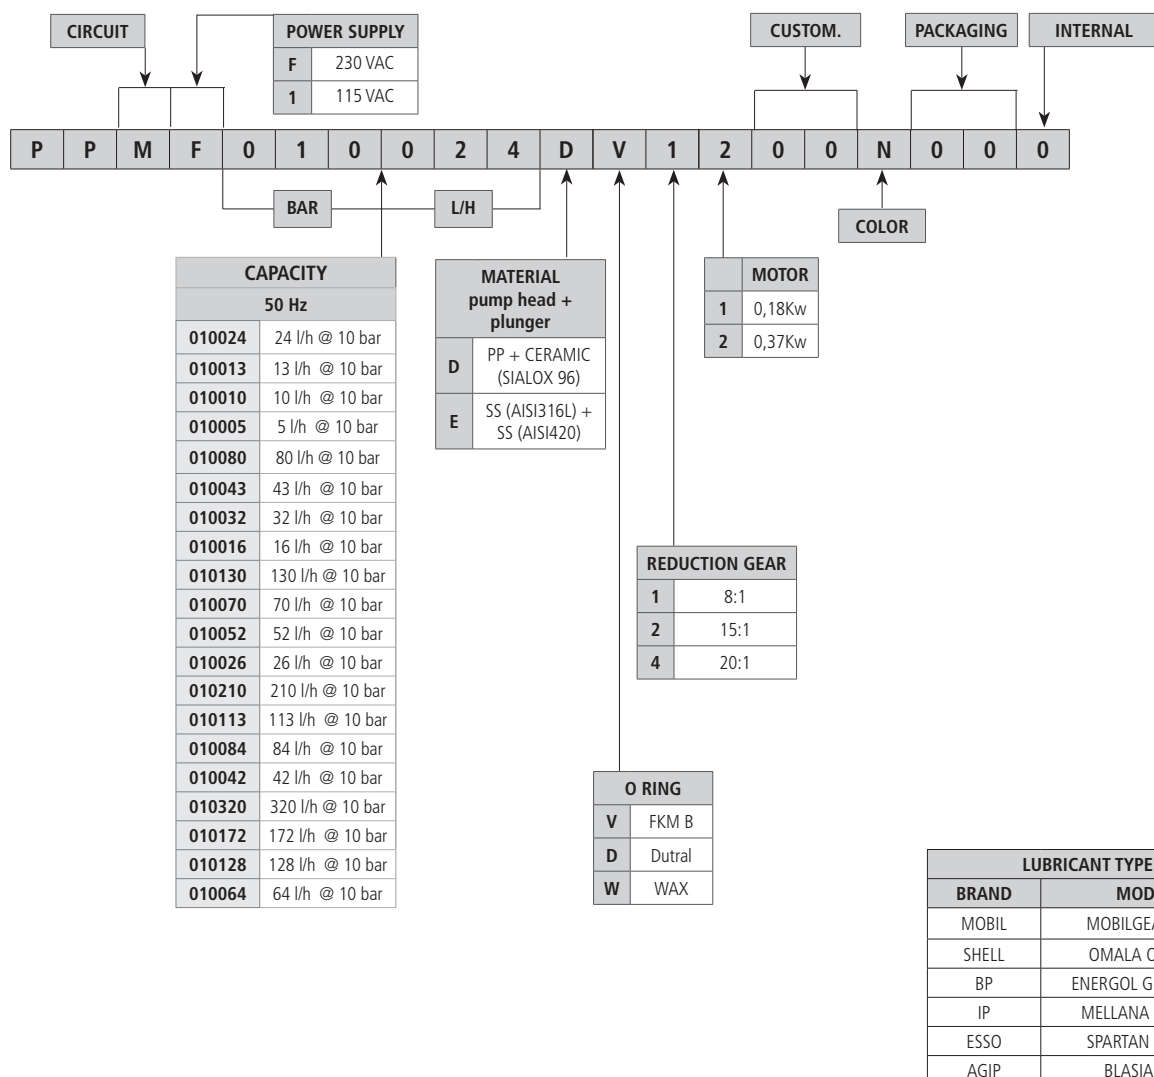 CIRCUIT
POWER SUPPLY
F 230 VAC
1 115 VAC
CUSTOM.
PACKAGING
INTERNAL
P P M F 0 1 0 0 2 4 D V 1 2 0 0 N 0 0 0
BAR
L/H
COLOR
CAPACITY
50 Hz
010024 24 l/h @ 10 bar
010013 13 l/h @ 10 bar
010010 10 l/h @ 10 bar
010005 5 l/h @ 10 bar
010080 80 l/h @ 10 bar
010043 43 l/h @ 10 bar
010032 32 l/h @ 10 bar
010016 16 l/h @ 10 bar
010130 130 l/h @ 10 bar
010070 70 l/h @ 10 bar
010052 52 l/h @ 10 bar
010026 26 l/h @ 10 bar
010210 210 l/h @ 10 bar
010113 113 l/h @ 10 bar
010084 84 l/h @ 10 bar
010042 42 l/h @ 10 bar
010320 320 l/h @ 10 bar
010172 172 l/h @ 10 bar
010128 128 l/h @ 10 bar
010064 64 l/h @ 10 bar
MATERIAL
pump head +
plunger
D PP + CERAMIC
(SIALOX 96)
E SS (AISI316L) +
SS (AISI420)
MOTOR
1 0,18Kw
2 0,37Kw
REDUCTION GEAR
1 8:1
2 15:1
4 20:1
O RING
V FKM B
D Dutral
W WAX
LUBRICANT TYPE
BRAND
MOBIL
SHELL OMALA
BP ENERGOL
IP MELLANA
ESSO SPARTAN
AGIP BLASIA